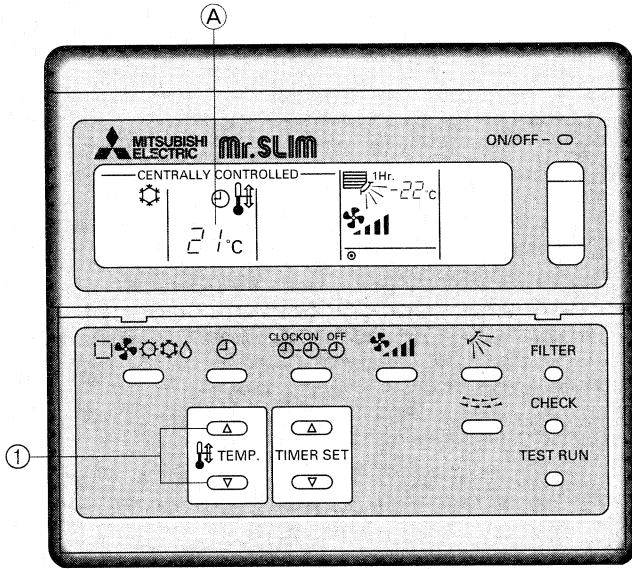 A
MITSUBISHI ELECTRIC Mr.SLIM
ON/OFF
CENTRALLY CONTROLLED
1Hr.
-22°C
21°C
CLOCK ON OFF
FILTER
CHECK
TEST RUN
1
TEMP.
TIMER SET